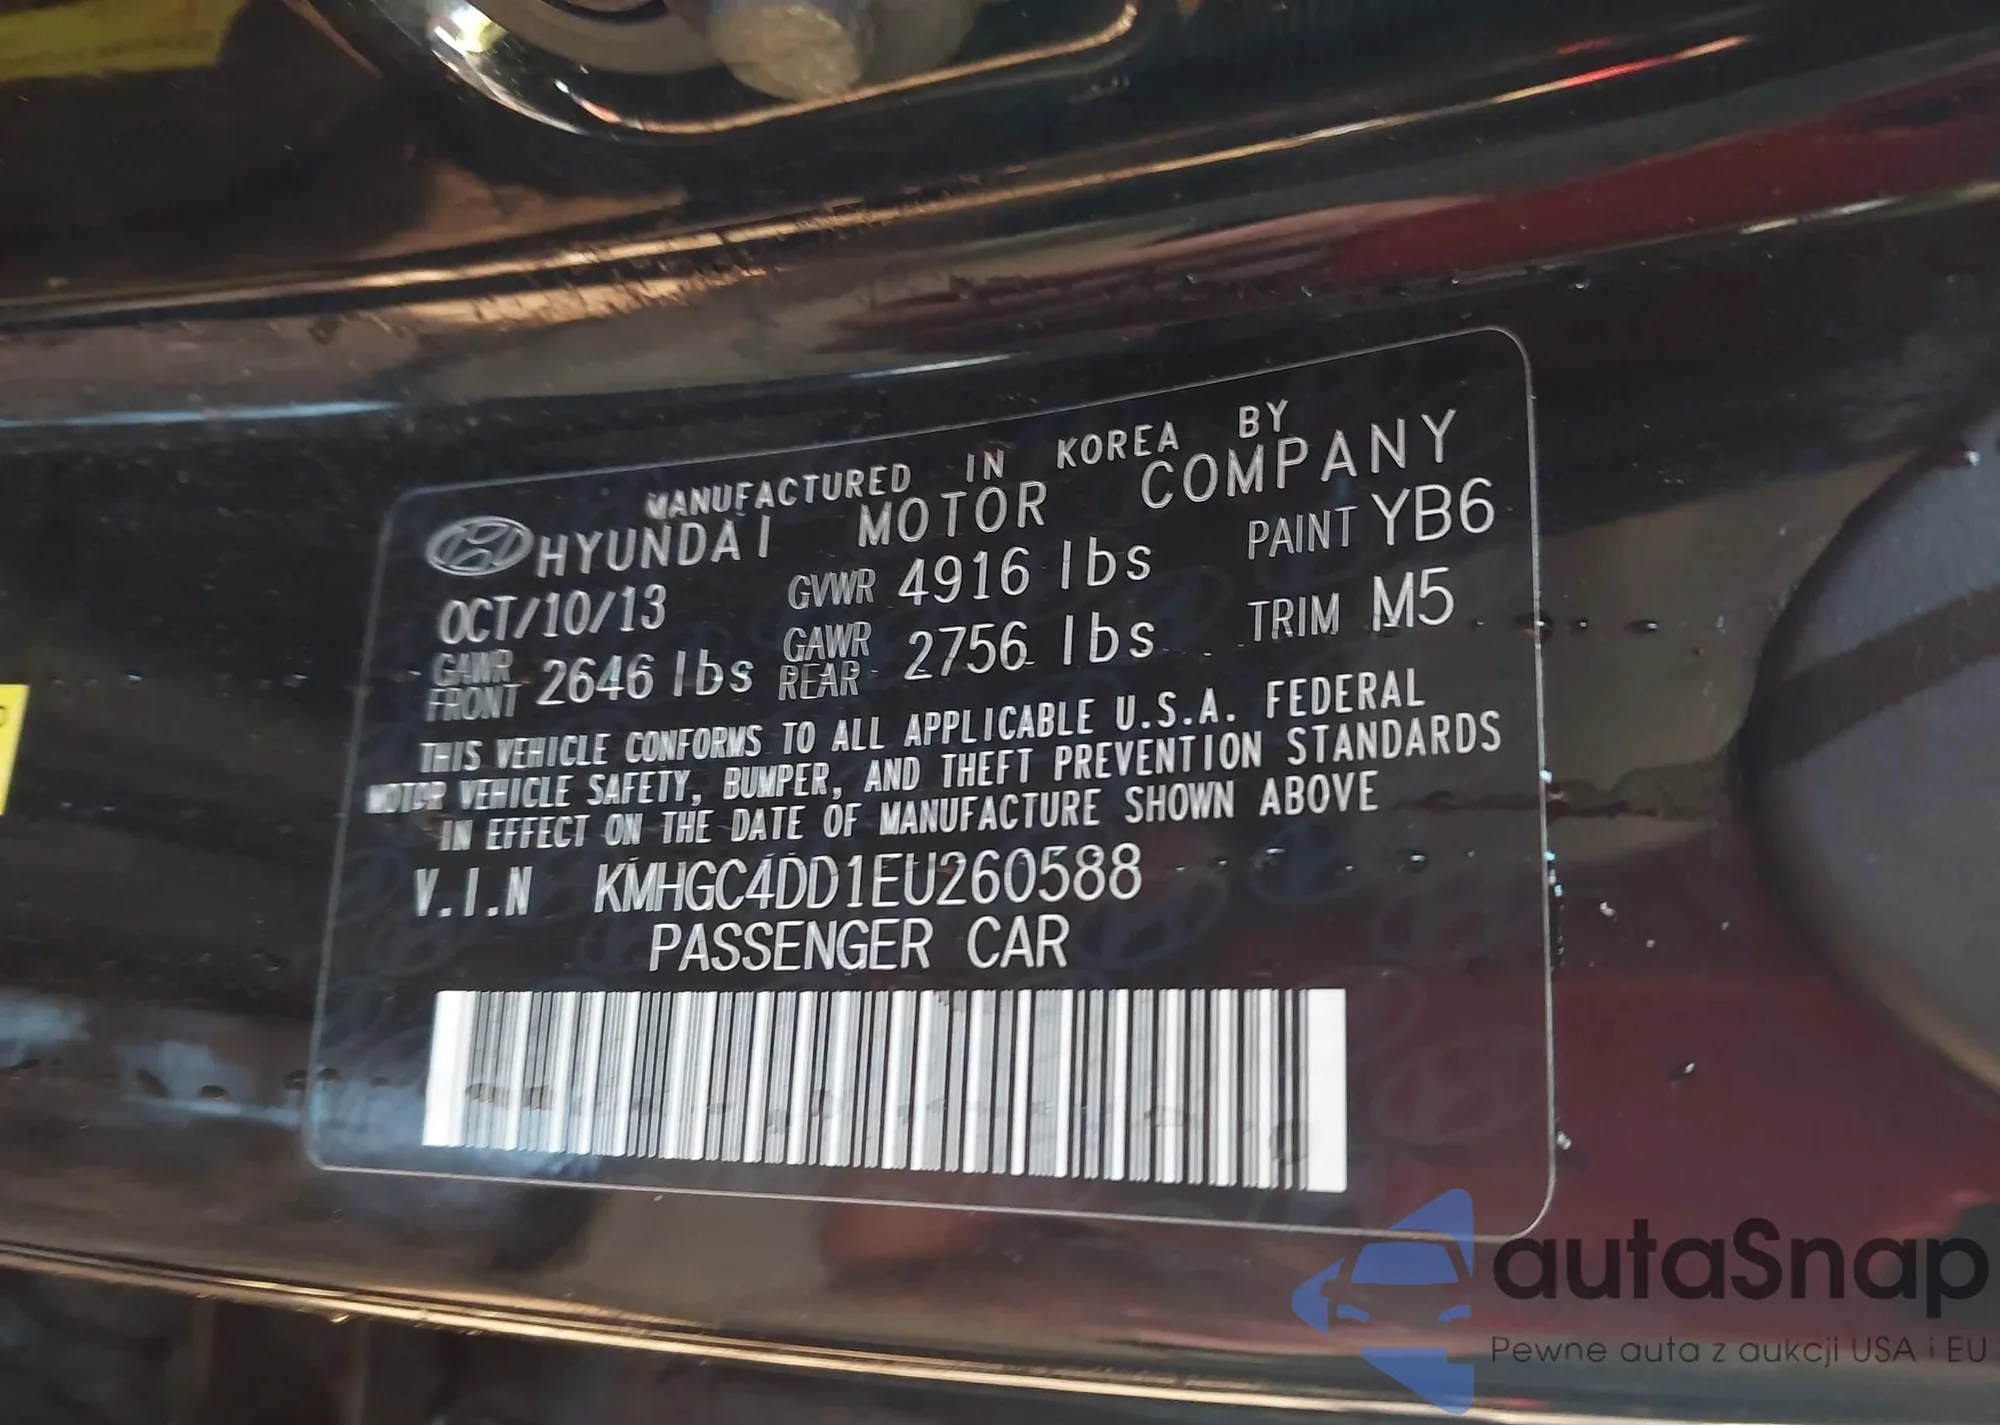 MANUFACTURED IN KOREA BY
HYUNDAI MOTOR COMPANY
OCT/10/13 GVWR 4916 lbs PAINT YB6
GAWR FRONT 2646 lbs GAWR REAR 2756 lbs TRIM M5
THIS VEHICLE CONFORMS TO ALL APPLICABLE U.S.A. FEDERAL
MOTOR VEHICLE SAFETY, BUMPER, AND THEFT PREVENTION STANDARDS
IN EFFECT ON THE DATE OF MANUFACTURE SHOWN ABOVE
V.I.N KMHGC4DD1EU260588
PASSENGER CAR
autaSnap
Pewne auta z aukcji USA i EU